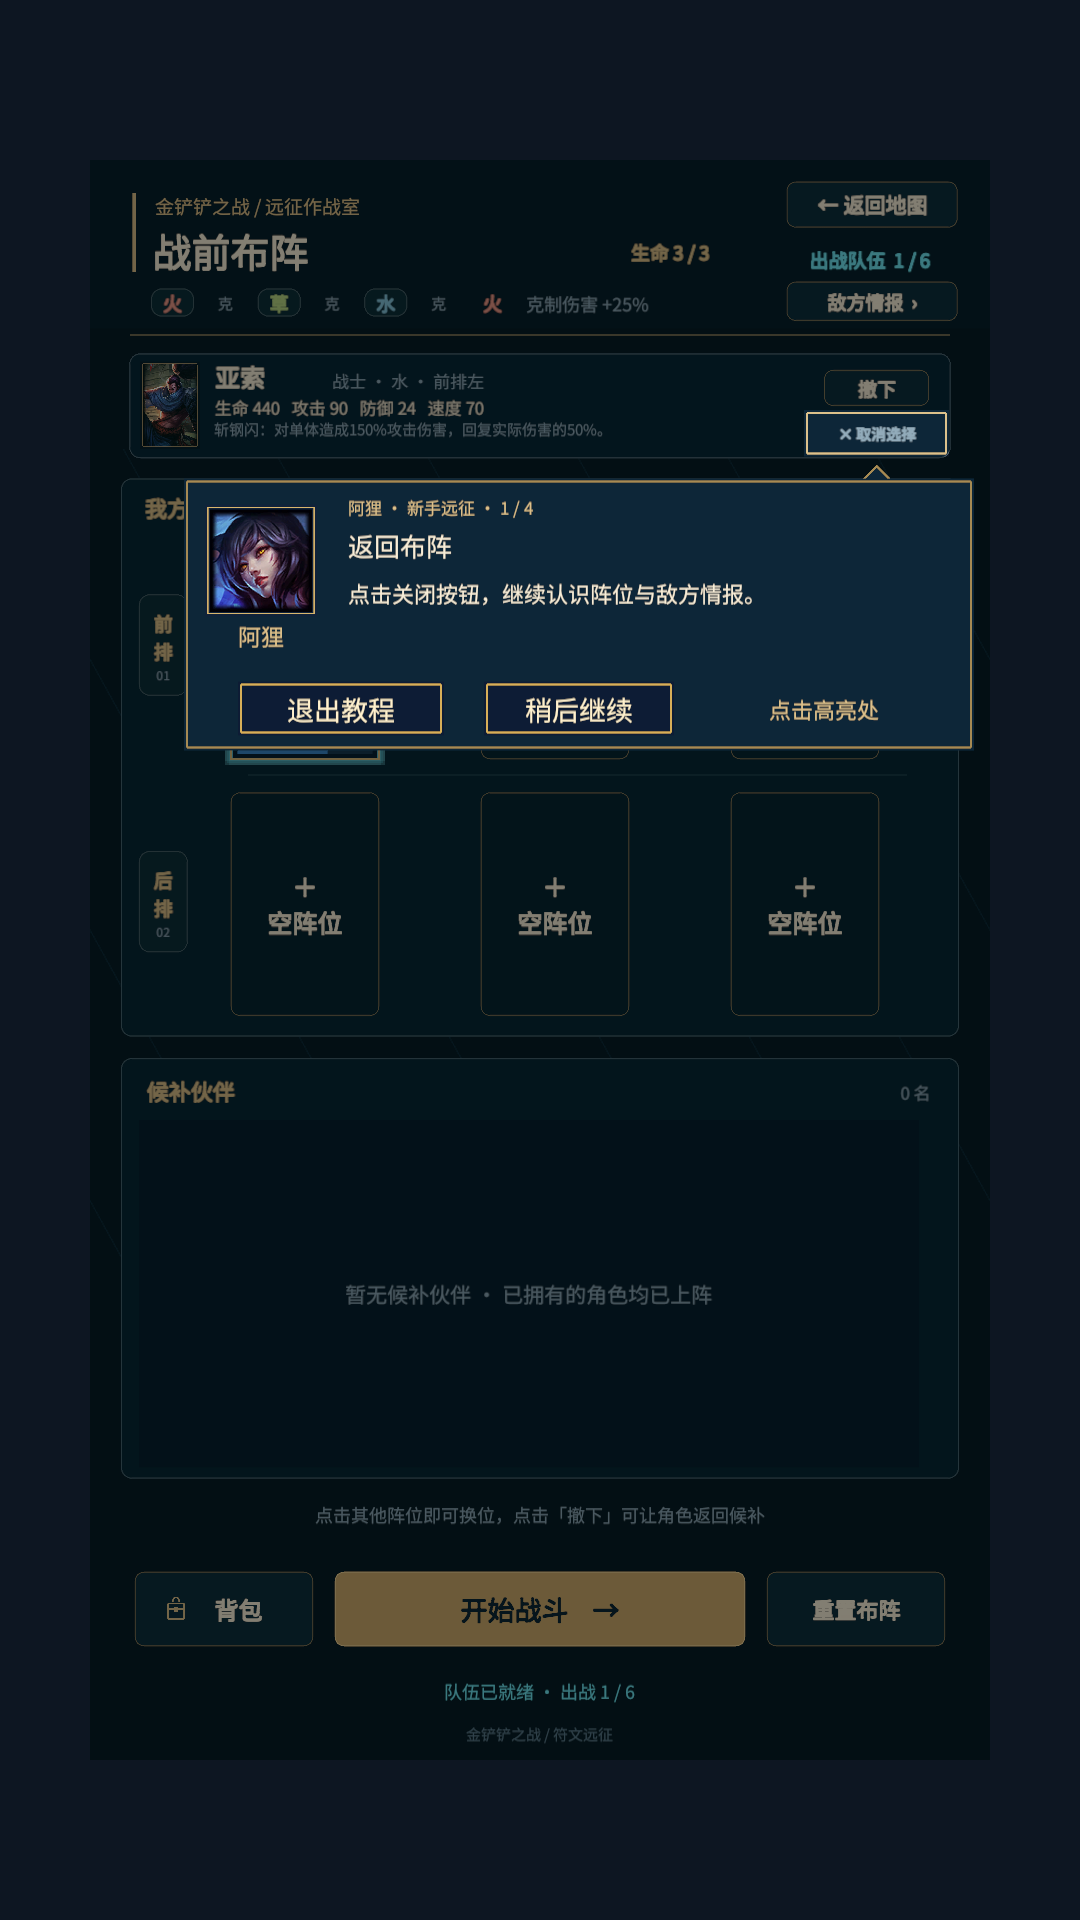 金铲铲之战 / 远征作战室
← 返回地图
战前布阵
生命 3 / 3
出战队伍 1 / 6
火 克 草 克 水 克 火 克制伤害 +25%
敌方情报 ›
亚索 战士 · 水 · 前排左
撤下
生命 440 攻击 90 防御 24 速度 70
斩钢闪：对单体造成150%攻击伤害，回复实际伤害的50%。
✕ 取消选择
我方
阿狸 · 新手远征 · 1 / 4
返回布阵
点击关闭按钮，继续认识阵位与敌方情报。
阿狸
前排
01
退出教程
稍后继续
点击高亮处
后排
02
+
空阵位
+
空阵位
+
空阵位
候补伙伴
0 名
暂无候补伙伴 · 已拥有的角色均已上阵
点击其他阵位即可换位，点击「撤下」可让角色返回候补
背包
开始战斗 →
重置布阵
队伍已就绪 · 出战 1 / 6
金铲铲之战 / 符文远征